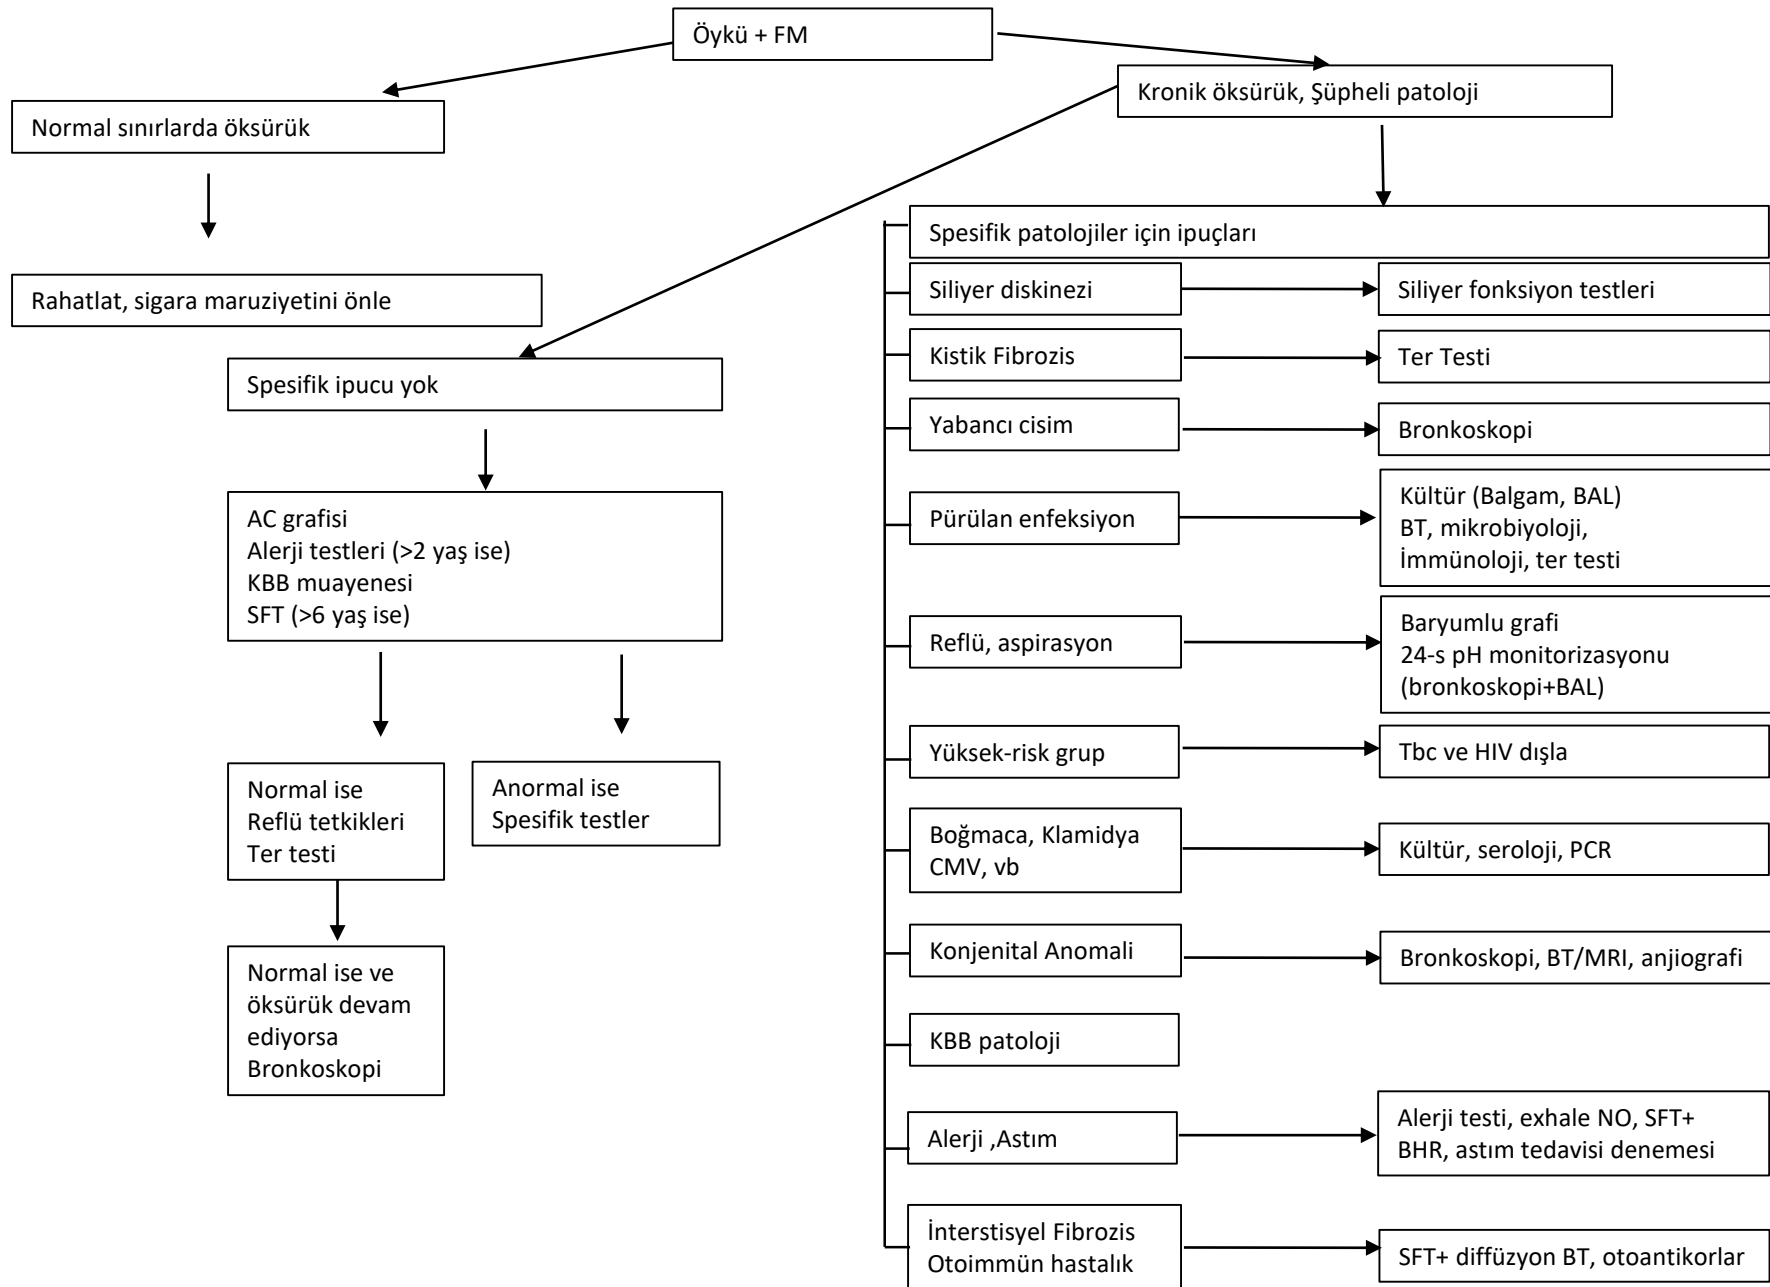 Öykü + FM
Kronik öksürük, Şüpheli patoloji
Normal sınırlarda öksürük
Rahatlat, sigara maruziyetini önle
Spesifik ipucu yok
AC grafisi
Alerji testleri (>2 yaş ise)
KBB muayenesi
SFT (>6 yaş ise)
Normal ise
Reflü tetkikleri
Ter testi
Anormal ise
Spesifik testler
Normal ise ve
öksürük devam
ediyorsa
Bronkoskopi
Spesifik patolojiler için ipuçları
Siliyer diskinezi
Siliyer fonksiyon testleri
Kistik Fibrozis
Ter Testi
Yabancı cisim
Bronkoskopi
Pürülan enfeksiyon
Kültür (Balgam, BAL)
BT, mikrobiyoloji,
İmmünoloji, ter testi
Reflü, aspirasyon
Baryumlu grafi
24-s pH monitorizasyonu
(bronkoskopi+BAL)
Yüksek-risk grup
Tbc ve HIV dışla
Boğmaca, Klamidya
CMV, vb
Kültür, seroloji, PCR
Konjenital Anomali
Bronkoskopi, BT/MRI, anjiografi
KBB patoloji
Alerji ,Astım
Alerji testi, exhale NO, SFT+
BHR, astım tedavisi denemesi
İnterstisyel Fibrozis
Otoimmün hastalık
SFT+ diffüzyon BT, otoantikorlar